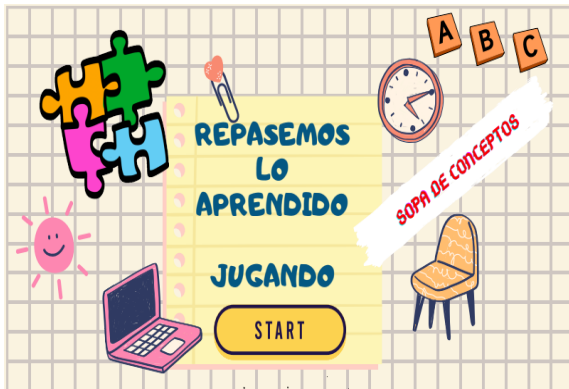 A B C
REPASEMOS
LO
APRENDIDO
SOPA DE CONCEPTOS
JUGANDO
START